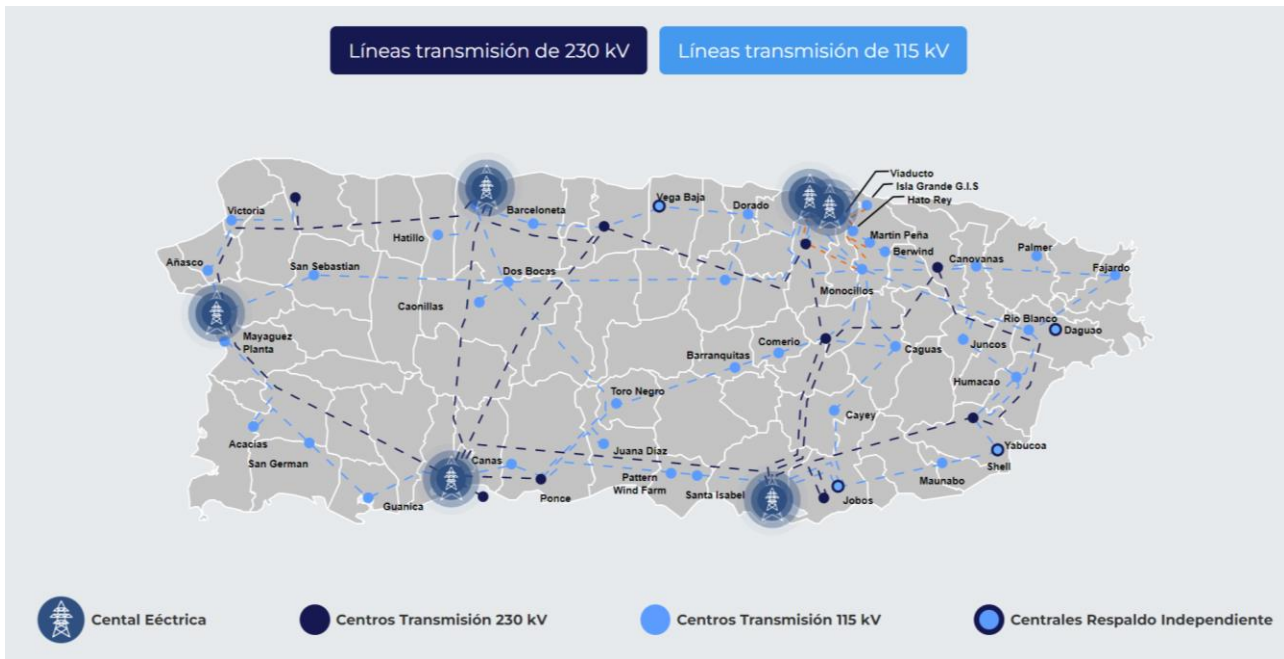 Líneas transmisión de 230 kV
Líneas transmisión de 115 kV
Viaducto
Isla Grande G.I.S
Hato Rey
Vega Baja
Victoria
Barceloneta
Dorado
Hatillo
Martín Peña
Berwind
Palmer
Añasco
San Sebastian
Dos Bocas
Canovanas
Fajardo
Caonillas
Monocillos
Rio Blanco
Daguao
Mayaguez
Planta
Comerio
Caguas
Juncos
Barranquitas
Humacao
Toro Negro
Acacias
Cayey
San German
Canas
Juana Diaz
Yabucoa
Shell
Pattern
Wind Farm
Santa Isabel
Maunabo
Guanica
Ponce
Jobos
Cental Eéctrica
Centros Transmisión 230 kV
Centros Transmisión 115 kV
Centrales Respaldo Independiente